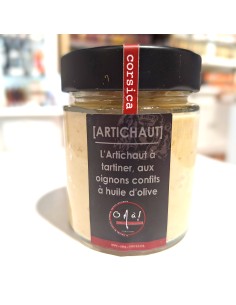 corsica
[ARTICHAUT]
L'Artichaut à
tartiner, aux
oignons confits
à huile d'olive